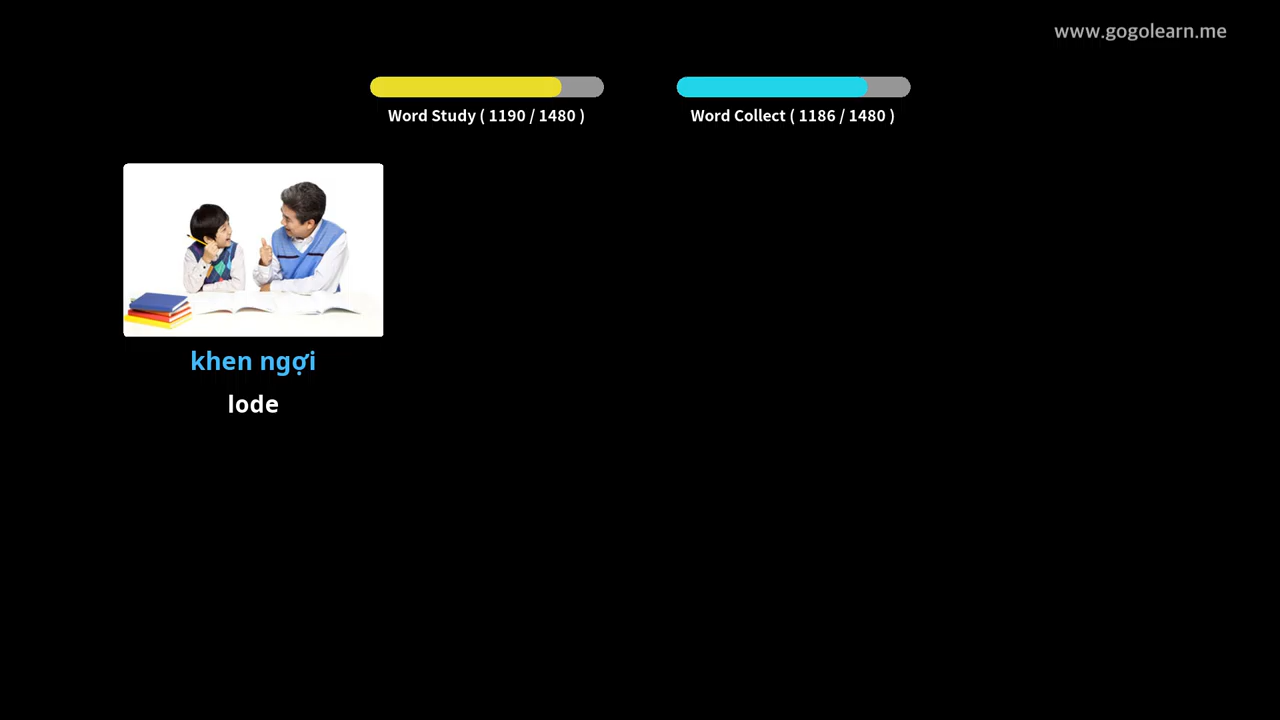 www.gogolearn.me
Word Study ( 1190 / 1480 )
Word Collect ( 1186 / 1480 )
khen ngợi
lode